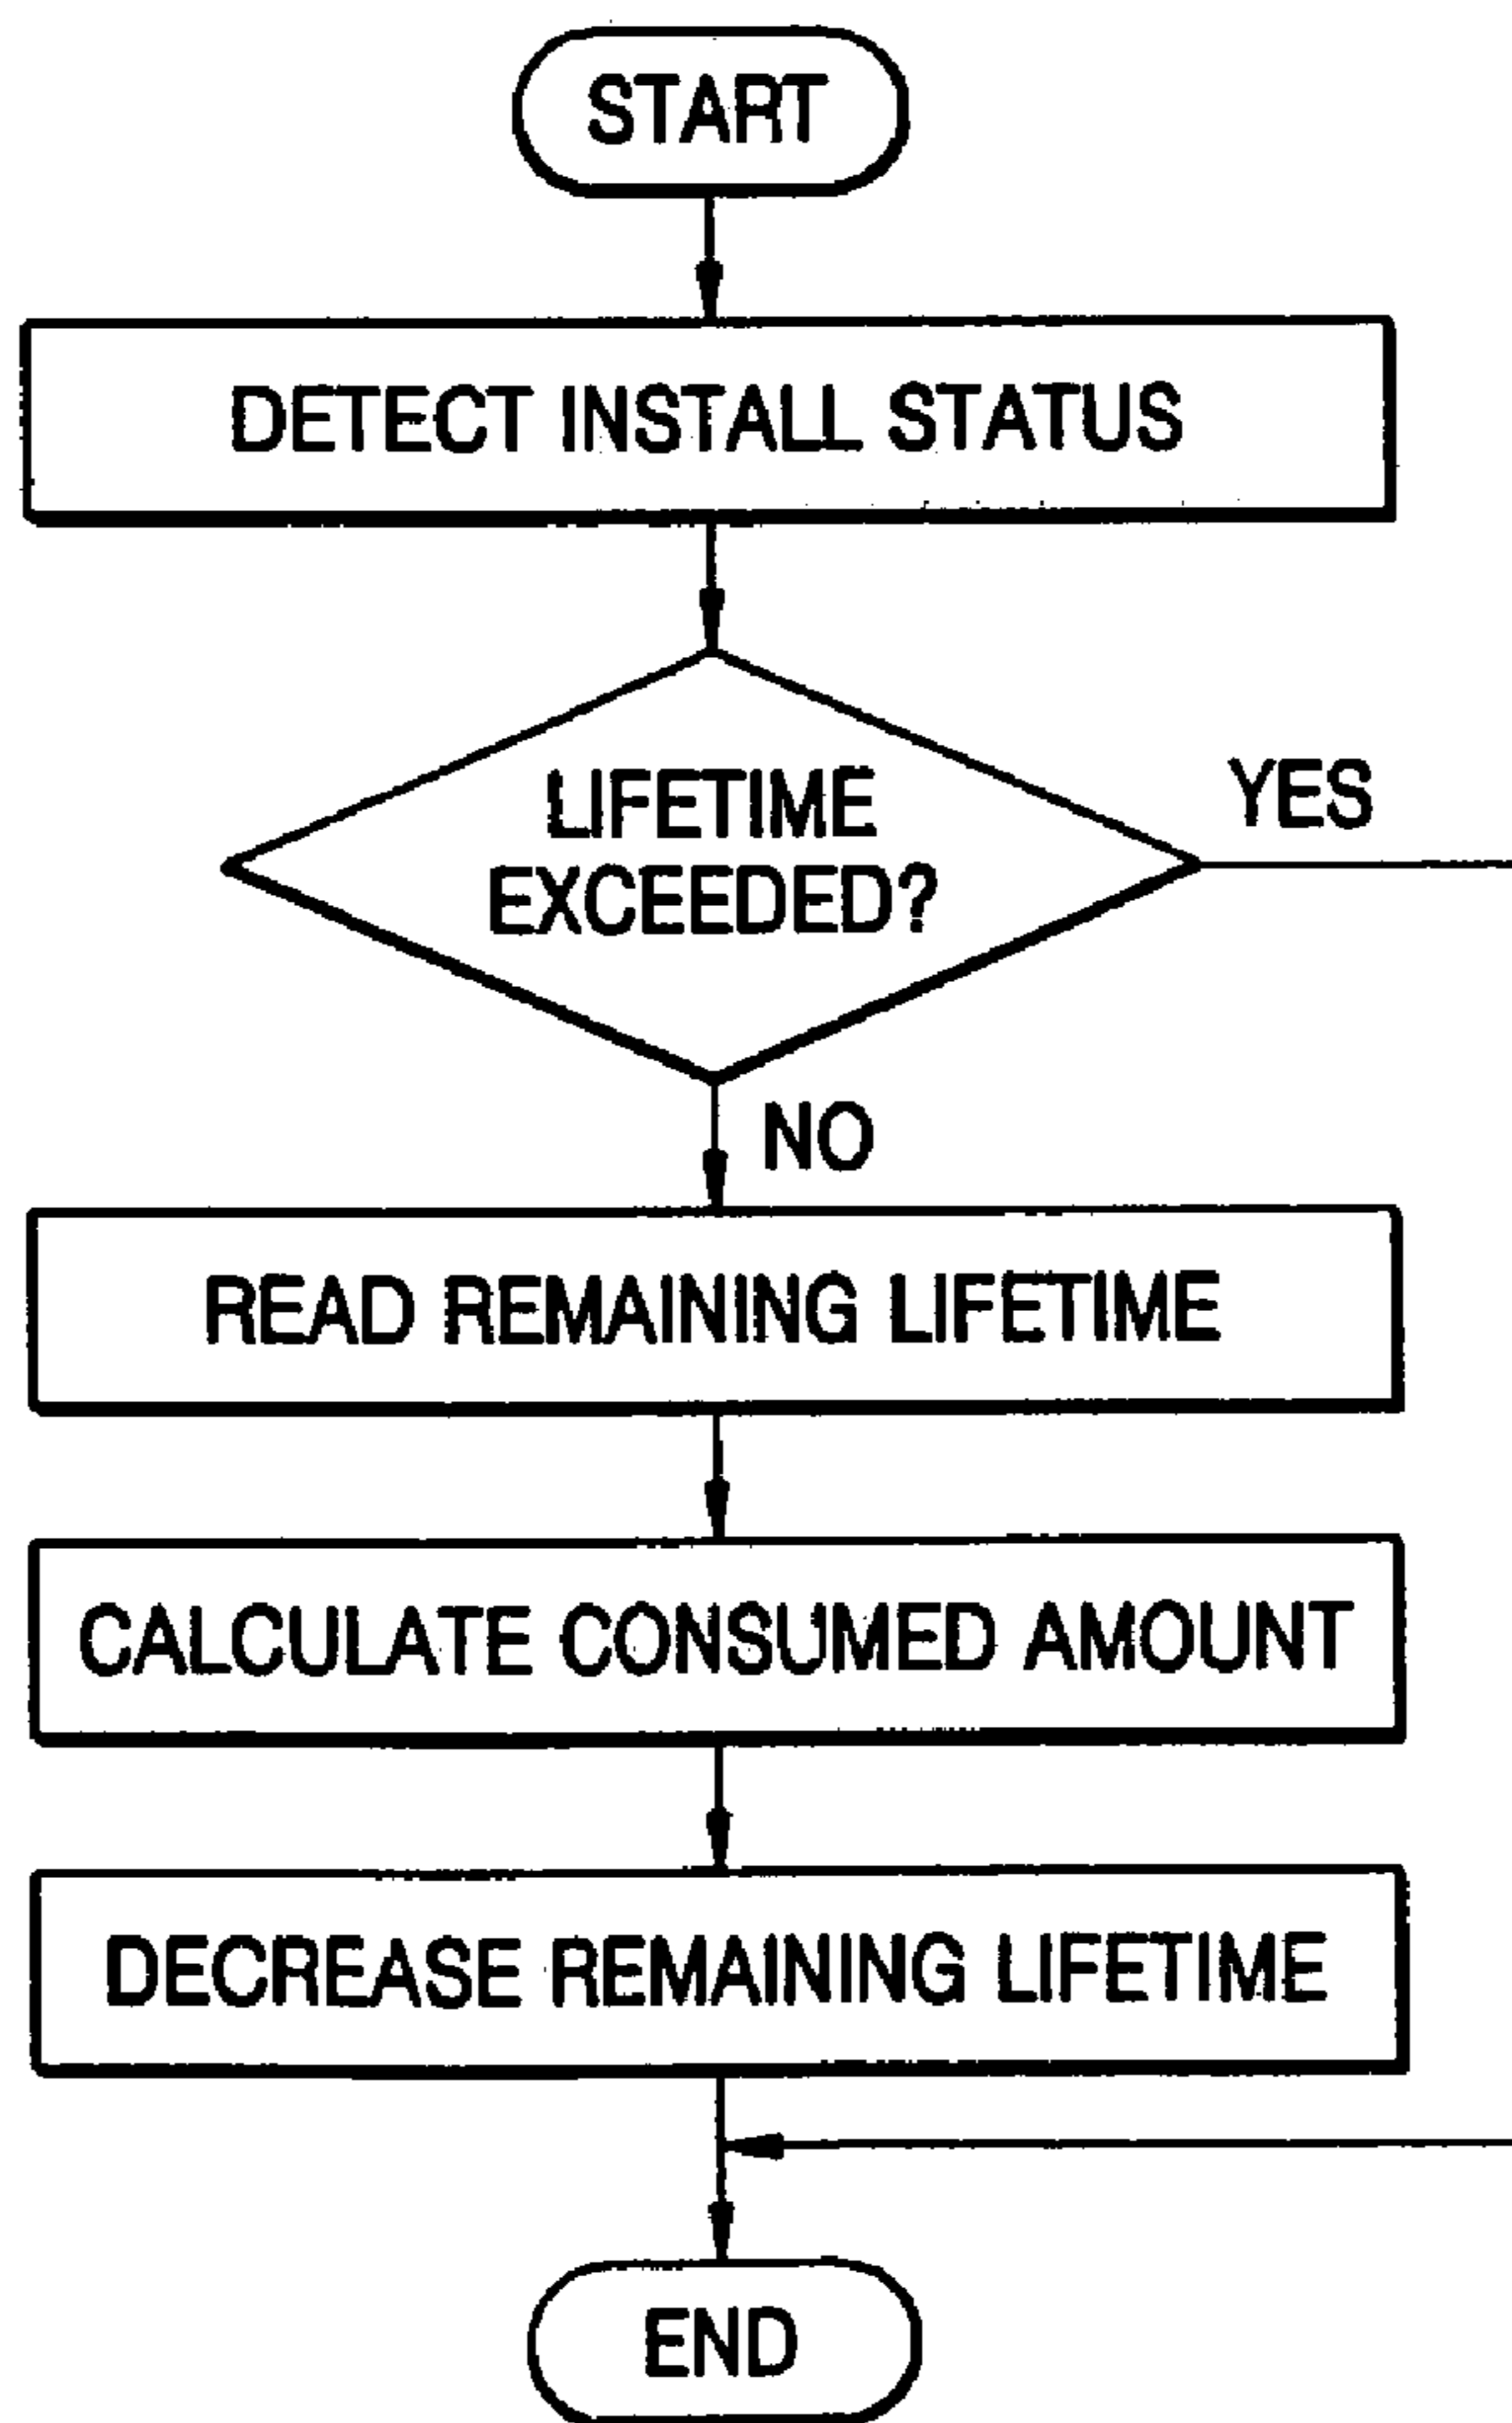 START
DETECT INSTALL STATUS
LIFETIME
EXCEEDED?
YES
NO
READ REMAINING LIFETIME
CALCULATE CONSUMED AMOUNT
DECREASE REMAINING LIFETIME
END